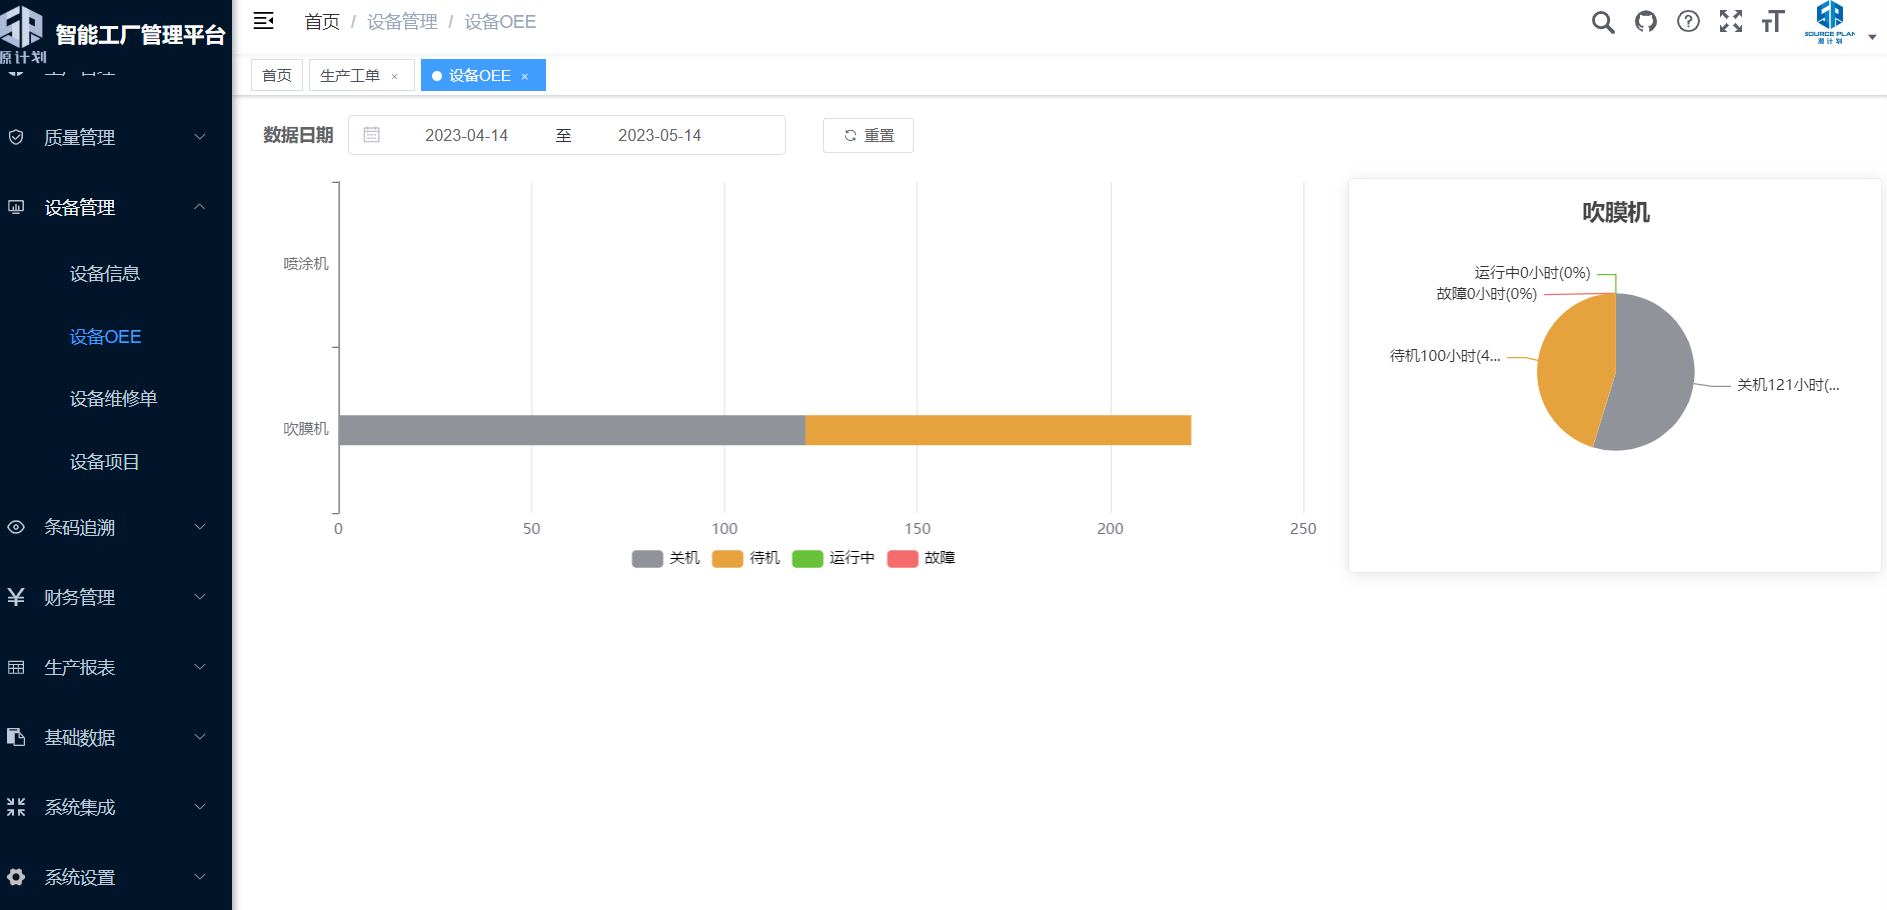 智能工厂管理平台
源计划
质量管理
设备管理
设备信息
设备OEE
设备维修单
设备项目
条码追溯
财务管理
生产报表
基础数据
系统集成
系统设置
首页 / 设备管理 / 设备OEE
SOURCE PLAN
源计划
首页 生产工单 × 设备OEE ×
数据日期 2023-04-14 至 2023-05-14 重置
喷涂机
吹膜机
0 50 100 150 200 250
关机 待机 运行中 故障
吹膜机
运行中0小时(0%)
故障0小时(0%)
待机100小时(4...
关机121小时(...